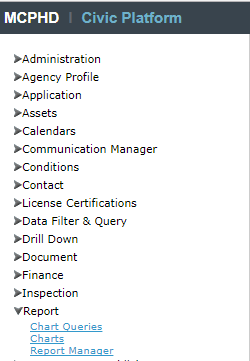 MCPHD | Civic Platform
Administration
Agency Profile
Application
Assets
Calendars
Communication Manager
Conditions
Contact
License Certifications
Data Filter & Query
Drill Down
Document
Finance
Inspection
Report
Chart Queries
Charts
Report Manager